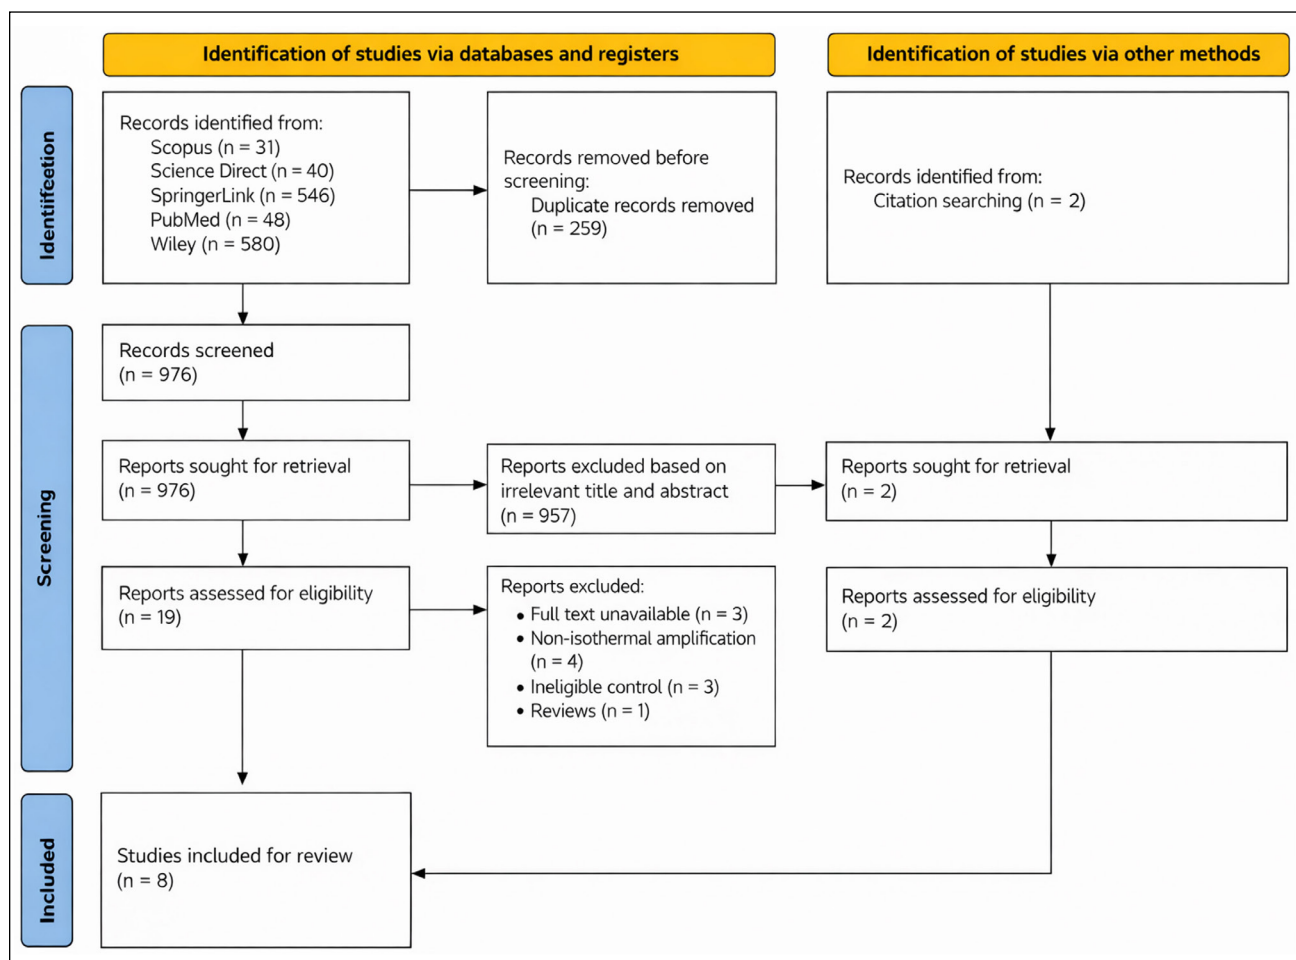 Identification of studies via databases and registers
Identification of studies via other methods
Identiifcetion
Records identified from:
Scopus (n = 31)
Science Direct (n = 40)
SpringerLink (n = 546)
PubMed (n = 48)
Wiley (n = 580)
Records removed before
screening:
Duplicate records removed
(n = 259)
Records identified from:
Citation searching (n = 2)
Screening
Records screened
(n = 976)
Reports sought for retrieval
(n = 976)
Reports excluded based on
irrelevant title and abstract
(n = 957)
Reports sought for retrieval
(n = 2)
Reports assessed for eligibility
(n = 19)
Reports excluded:
• Full text unavailable (n = 3)
• Non-isothermal amplification
(n = 4)
• Ineligible control (n = 3)
• Reviews (n = 1)
Reports assessed for eligibility
(n = 2)
Included
Studies included for review
(n = 8)